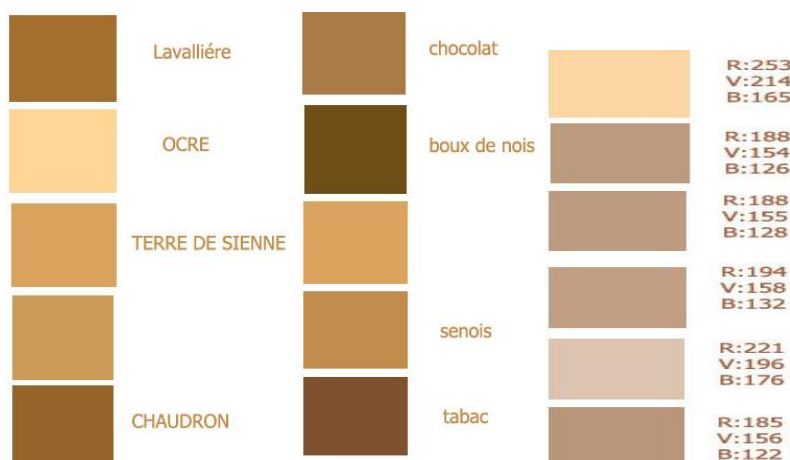 Lavalliére
OCRE
TERRE DE SIENNE
CHAUDRON
chocolat
boux de nois
senois
tabac
R:253
V:214
B:165
R:188
V:154
B:126
R:188
V:155
B:128
R:194
V:158
B:132
R:221
V:196
B:176
R:185
V:156
B:122